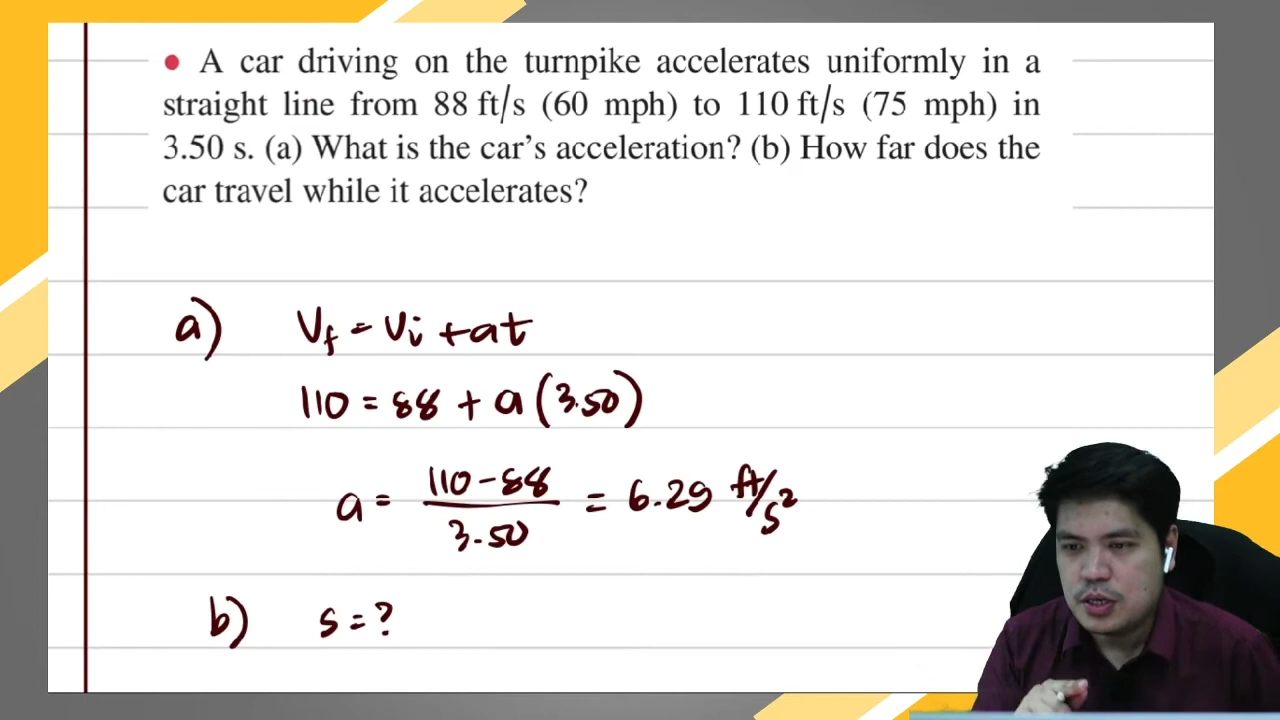 • A car driving on the turnpike accelerates uniformly in a
straight line from 88 ft/s (60 mph) to 110 ft/s (75 mph) in
3.50 s. (a) What is the car's acceleration? (b) How far does the
car travel while it accelerates?
a) Vf = Vi + at
110 = 88 + a(3.50)
a = 110-88 / 3.50 = 6.29 ft/s²
b) s = ?